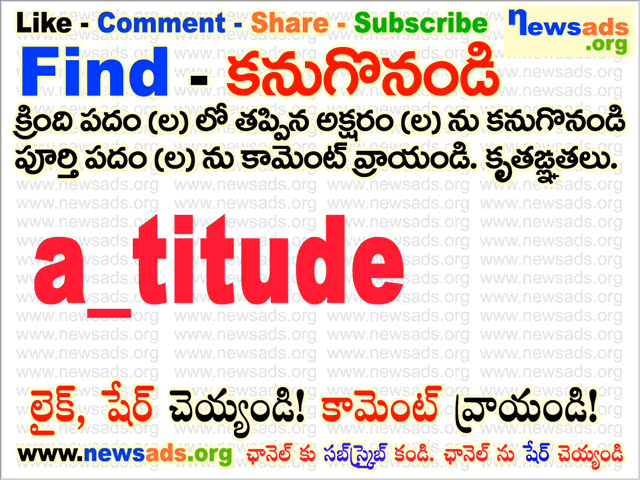 Like - Comment - Share - Subscribe
newsads
.org
Find - కనుగొనండి
క్రింది పదం (ల) లో తప్పిన అక్షరం (ల) ను కనుగొనండి
పూర్తి పదం (ల) ను కామెంట్ వ్రాయండి. కృతఙ్ఞతలు.
a_titude
లైక్, షేర్ చెయ్యండి! కామెంట్ వ్రాయండి!
www.newsads.org ఛానెల్ కు సబ్‌స్క్రైబ్ కండి. ఛానెల్ ను షేర్ చెయ్యండి